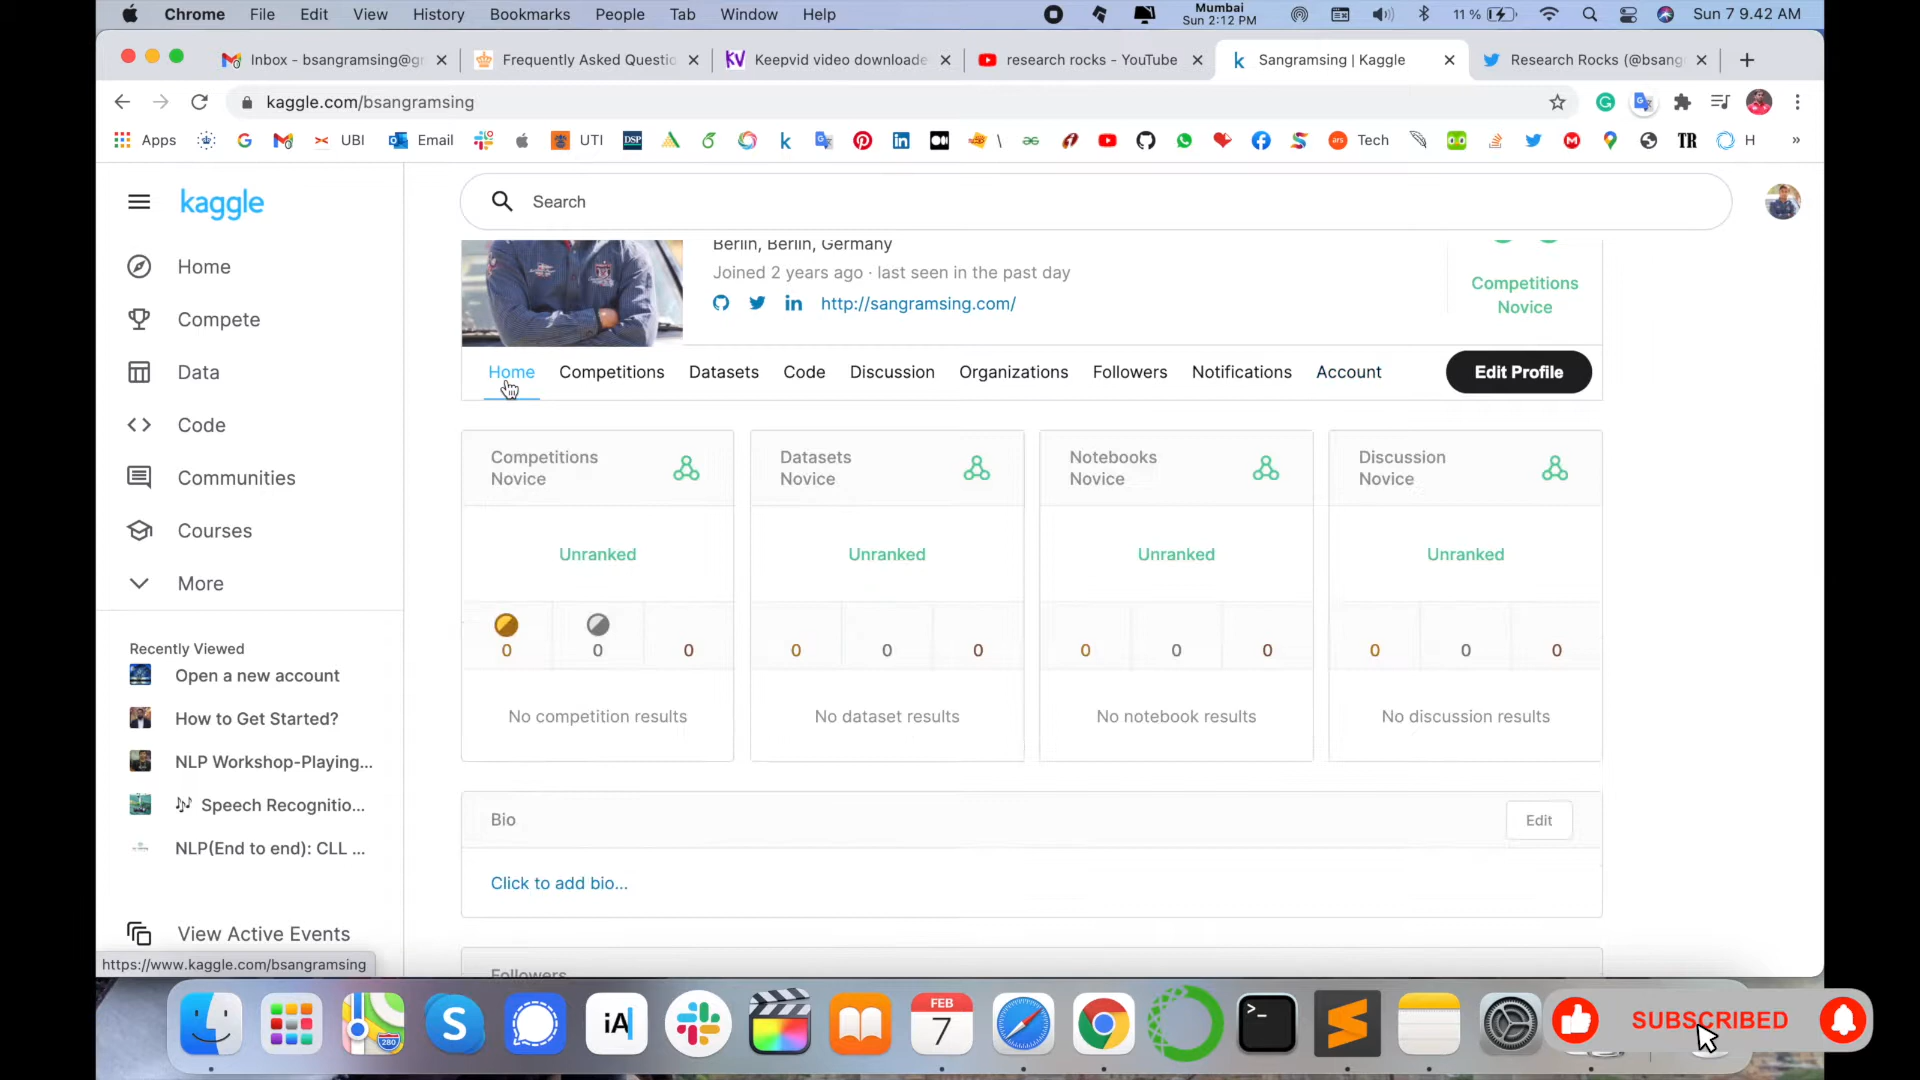 Chrome File Edit View History Bookmarks People Tab Window Help Mumbai Sun 2:12 PM 11 % Sun 7 9.42 AM
Inbox - bsangramsing@g Frequently Asked Questio Keepvid video downloade research rocks - YouTube Sangramsing | Kaggle Research Rocks (@bsang
kaggle.com/bsangramsing
Apps UBI Email DSP UTI ars Tech TR H »
kaggle
Search
Home
Compete
Data
Code
Communities
Courses
More
Recently Viewed
Open a new account
How to Get Started?
NLP Workshop-Playing...
Speech Recognitio...
NLP(End to end): CLL ...
View Active Events
https://www.kaggle.com/bsangramsing
Berlin, Berlin, Germany
Joined 2 years ago · last seen in the past day
http://sangramsing.com/
Competitions
Novice
Home Competitions Datasets Code Discussion Organizations Followers Notifications Account Edit Profile
Competitions Datasets Notebooks Discussion
Novice Novice Novice Novice
Unranked Unranked Unranked Unranked
0 0 0 0 0 0 0 0 0 0 0 0
No competition results No dataset results No notebook results No discussion results
Bio Edit
Click to add bio...
Followers
280 S iA FEB 7 >_
SUBSCRIBED